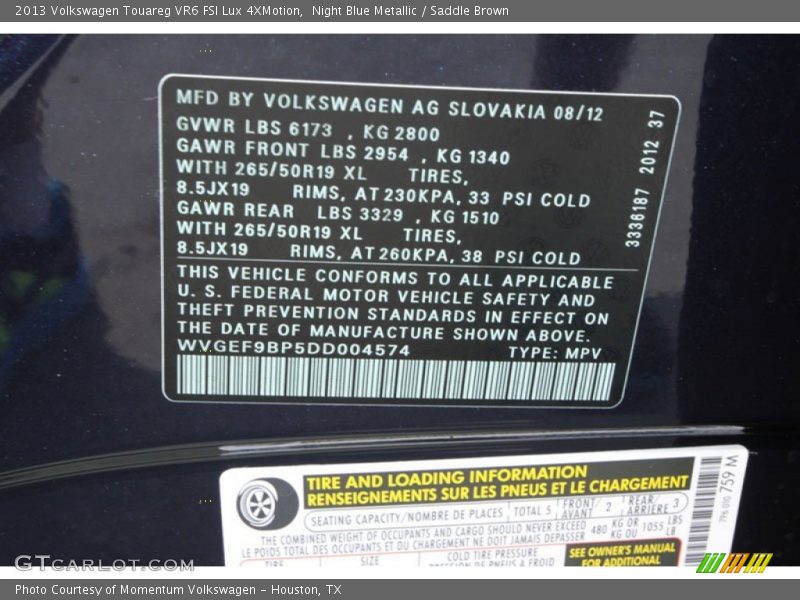 2013 Volkswagen Touareg VR6 FSI Lux 4XMotion, Night Blue Metallic / Saddle Brown
MFD BY VOLKSWAGEN AG SLOVAKIA 08/12
GVWR LBS 6173 , KG 2800
GAWR FRONT LBS 2954 , KG 1340
WITH 265/50R19 XL TIRES,
8.5JX19 RIMS, AT 230KPA, 33 PSI COLD
GAWR REAR LBS 3329 , KG 1510
WITH 265/50R19 XL TIRES,
8.5JX19 RIMS, AT 260KPA, 38 PSI COLD
THIS VEHICLE CONFORMS TO ALL APPLICABLE
U. S. FEDERAL MOTOR VEHICLE SAFETY AND
THEFT PREVENTION STANDARDS IN EFFECT ON
THE DATE OF MANUFACTURE SHOWN ABOVE.
WVGEF9BP5DD004574 TYPE: MPV
3336187 2012 37
TIRE AND LOADING INFORMATION
RENSEIGNEMENTS SUR LES PNEUS ET LE CHARGEMENT
SEATING CAPACITY/NOMBRE DE PLACES TOTAL 5 FRONT/AVANT 2 REAR/ARRIÈRE 3
THE COMBINED WEIGHT OF OCCUPANTS AND CARGO SHOULD NEVER EXCEED 480 KG OR 1055 LBS
LE POIDS TOTAL DES OCCUPANTS ET DU CHARGEMENT NE DOIT JAMAIS DEPASSER KG OU LB
TIRE SIZE COLD TIRE PRESSURE SEE OWNER'S MANUAL
FOR ADDITIONAL
759 M
GTCarLot.com
Photo Courtesy of Momentum Volkswagen - Houston, TX